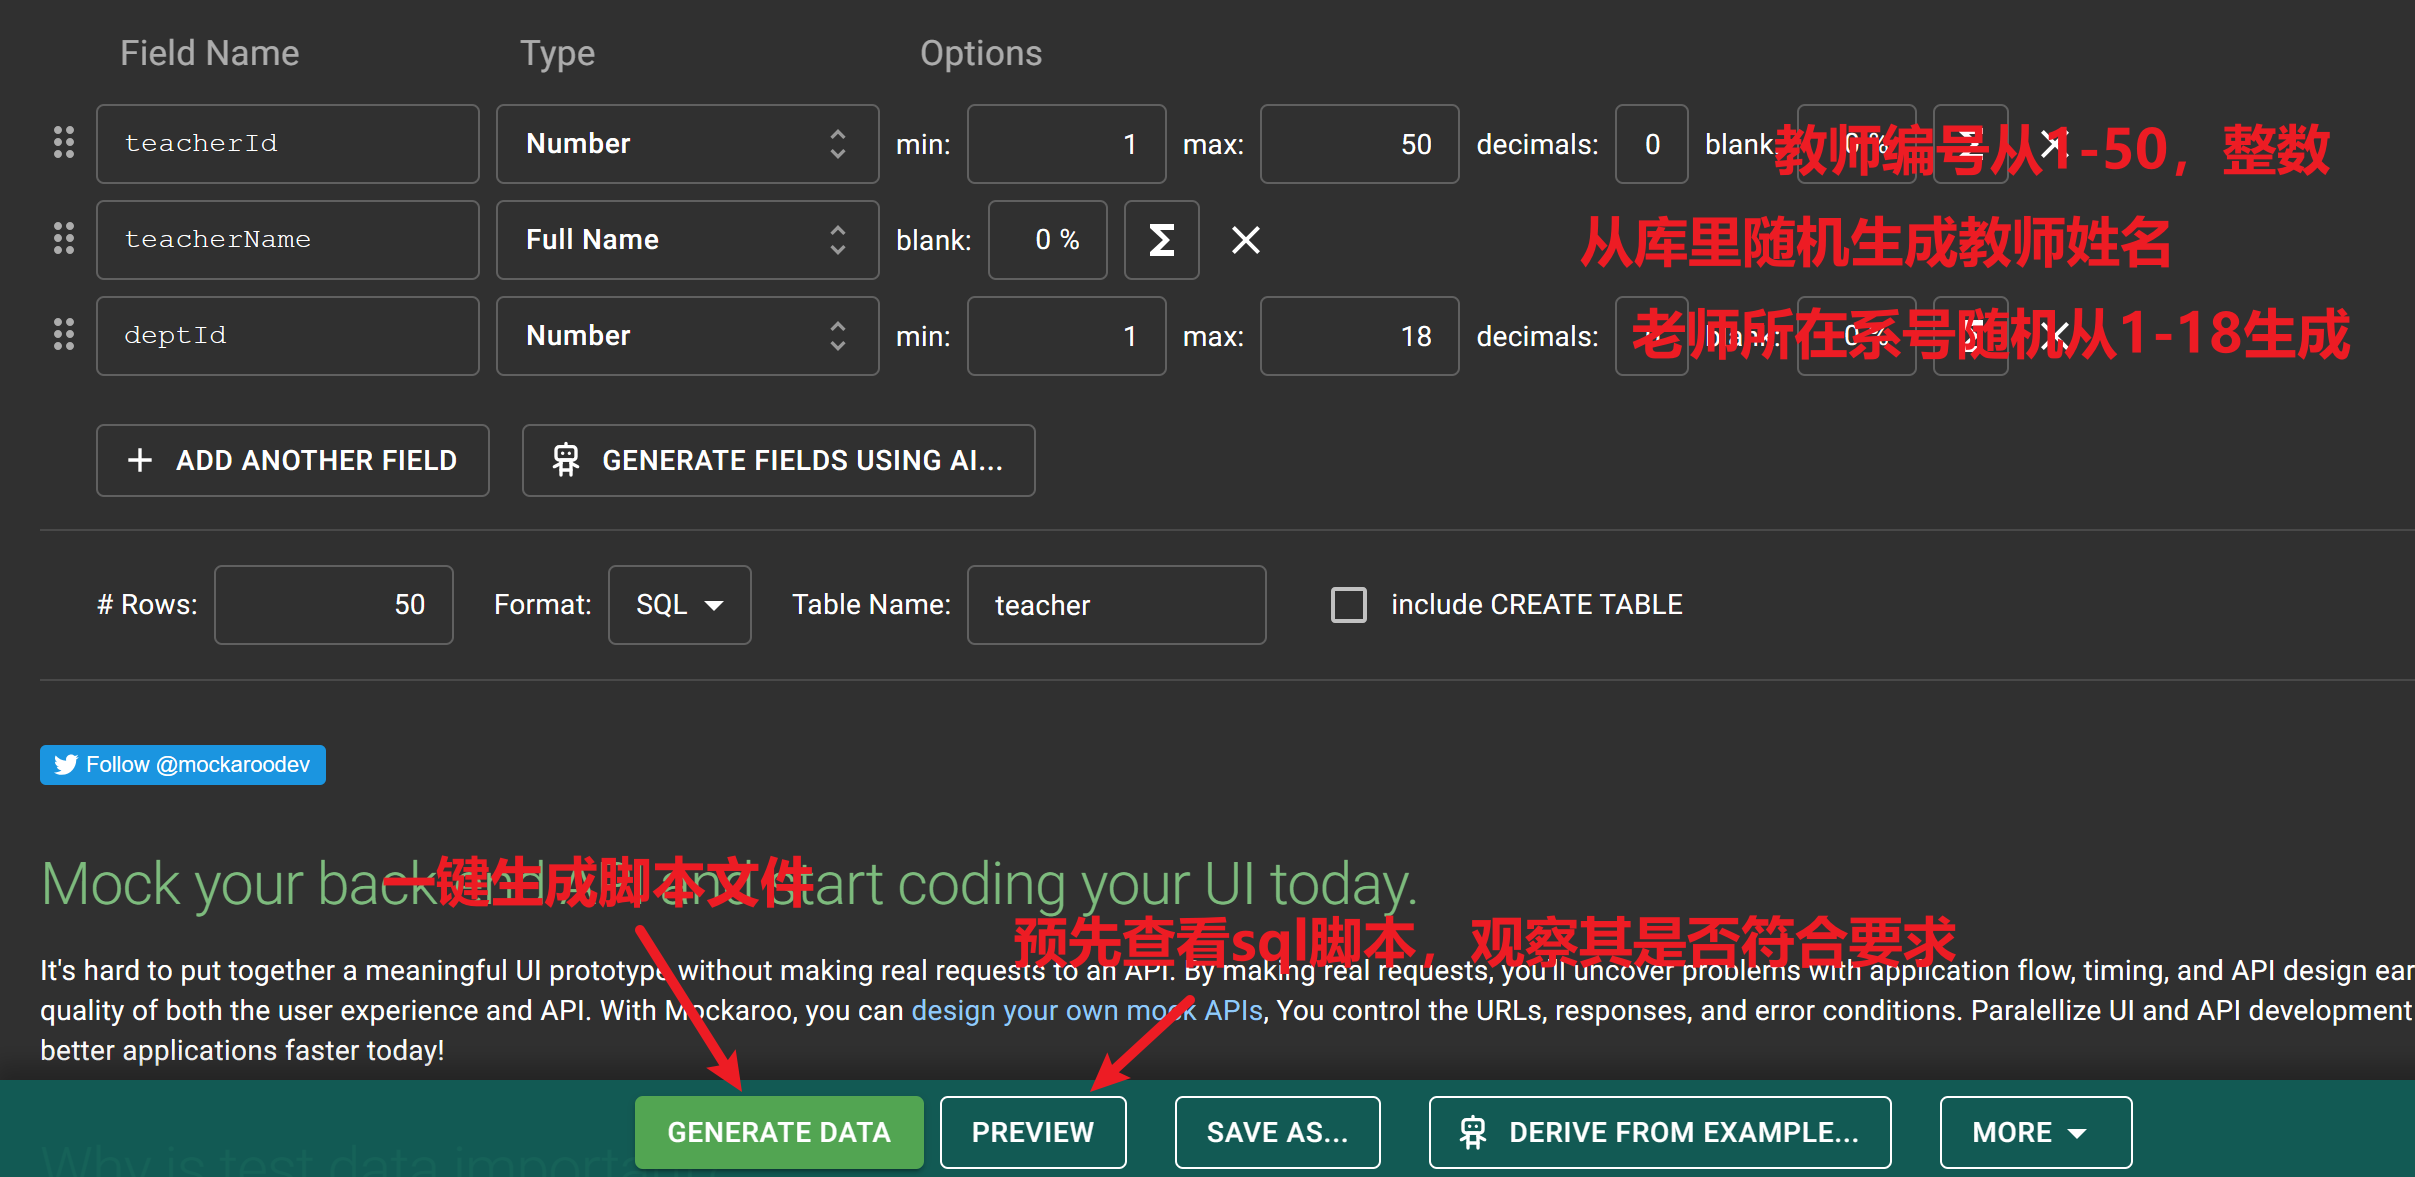 Field Name Type Options
teacherId Number min: 1 max: 50 decimals: 0 blank: 0 % Σ
教师编号从1-50，整数
teacherName Full Name blank: 0 % Σ
从库里随机生成教师姓名
deptId Number min: 1 max: 18 decimals: blank: 0 %
老师所在系号随机从1-18生成
+ ADD ANOTHER FIELD GENERATE FIELDS USING AI...
# Rows: 50 Format: SQL Table Name: teacher include CREATE TABLE
Follow @mockaroodev
Mock your back end API and start coding your UI today.
一键生成脚本文件
预先查看sql脚本，观察其是否符合要求
It's hard to put together a meaningful UI prototype without making real requests to an API. By making real requests, you'll uncover problems with application flow, timing, and API design ear
quality of both the user experience and API. With Mockaroo, you can design your own mock APIs, You control the URLs, responses, and error conditions. Paralellize UI and API development
better applications faster today!
GENERATE DATA PREVIEW SAVE AS... DERIVE FROM EXAMPLE... MORE
Why is test data important?